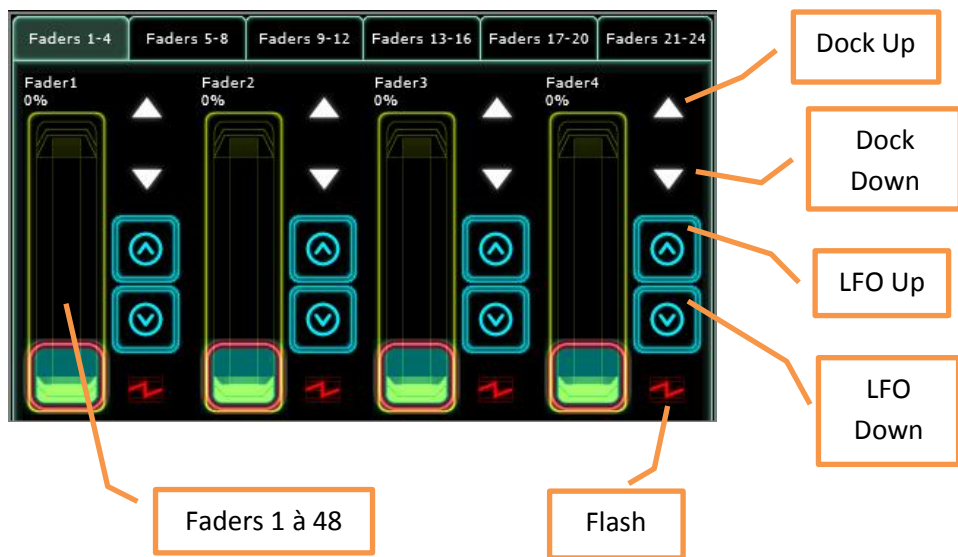 Faders 1-4 Faders 5-8 Faders 9-12 Faders 13-16 Faders 17-20 Faders 21-24
Fader1 Fader2 Fader3 Fader4
0% 0% 0% 0%
Dock Up
Dock
Down
LFO Up
LFO
Down
Faders 1 à 48
Flash